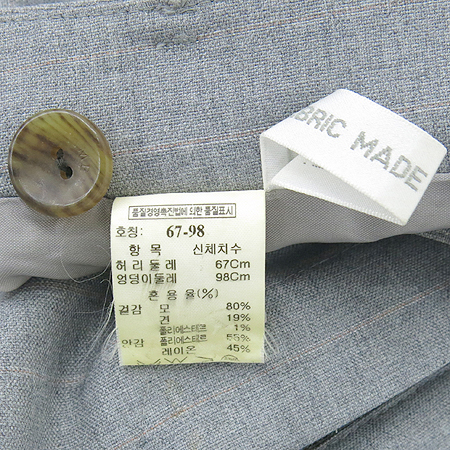 BRIC MADE
품질경영촉진법에 의한 품질표시
호칭: 67-98
항 목 신체치수
허리둘레 67Cm
엉덩이둘레 98Cm
혼 용 율(%)
겉감 모 80%
견 19%
폴리에스테르 1%
안감 폴리에스테르 55%
레이온 45%